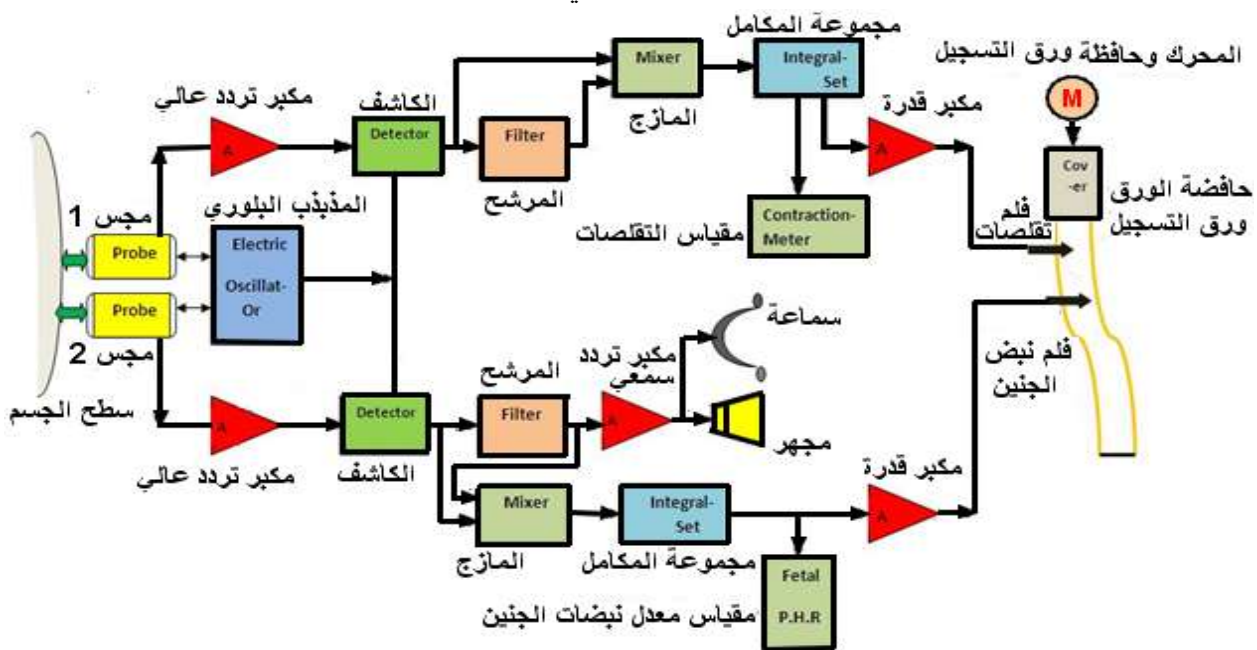 مجموعة المكامل
Mixer
Integral-
Set
المحرك وحافظة ورق التسجيل
M
مكبر تردد عالي
A
الكاشف
Detector
Filter
المرشح
المازج
مكبر قدرة
A
Cov
-er
حافضة الورق
ورق التسجيل
قلم
تقلصات
Contraction-
Meter
مقياس التقلصات
المذبذب البلوري
مجس 1
Probe
Electric
Oscillat-
Or
Probe
مجس 2
سطح الجسم
سماعة
مكبر تردد
سمعي
المرشح
قلم نبض
الجنين
A
مكبر تردد عالي
Detector
الكاشف
Filter
A
مجهر
Mixer
المازج
Integral-
Set
مجموعة المكامل
مكبر قدرة
A
Fetal
P.H.R
مقياس معدل نبضات الجنين